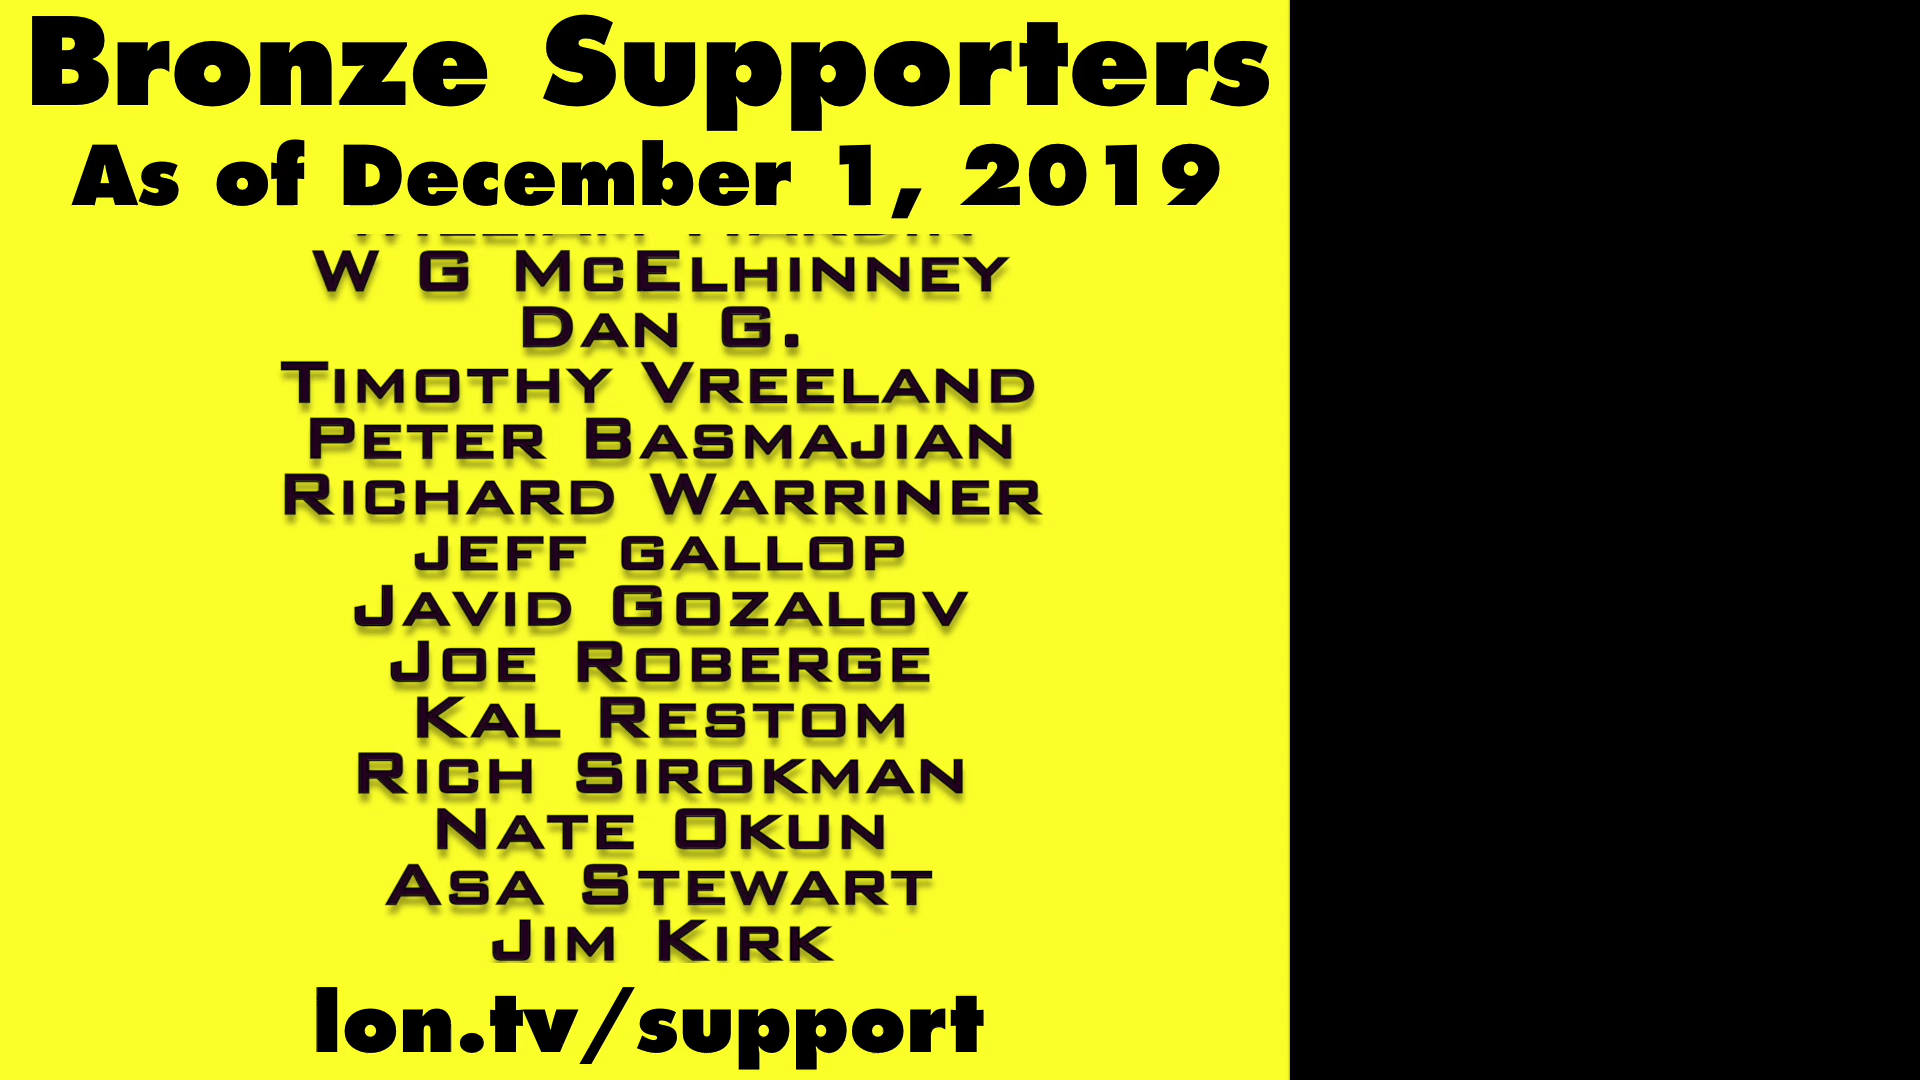 Bronze Supporters
As of December 1, 2019
W G McElhinney
Dan G.
Timothy Vreeland
Peter Basmajian
Richard Warriner
jeff gallop
Javid Gozalov
Joe Roberge
Kal Restom
Rich Sirokman
Nate Okun
Asa Stewart
Jim Kirk
lon.tv/support